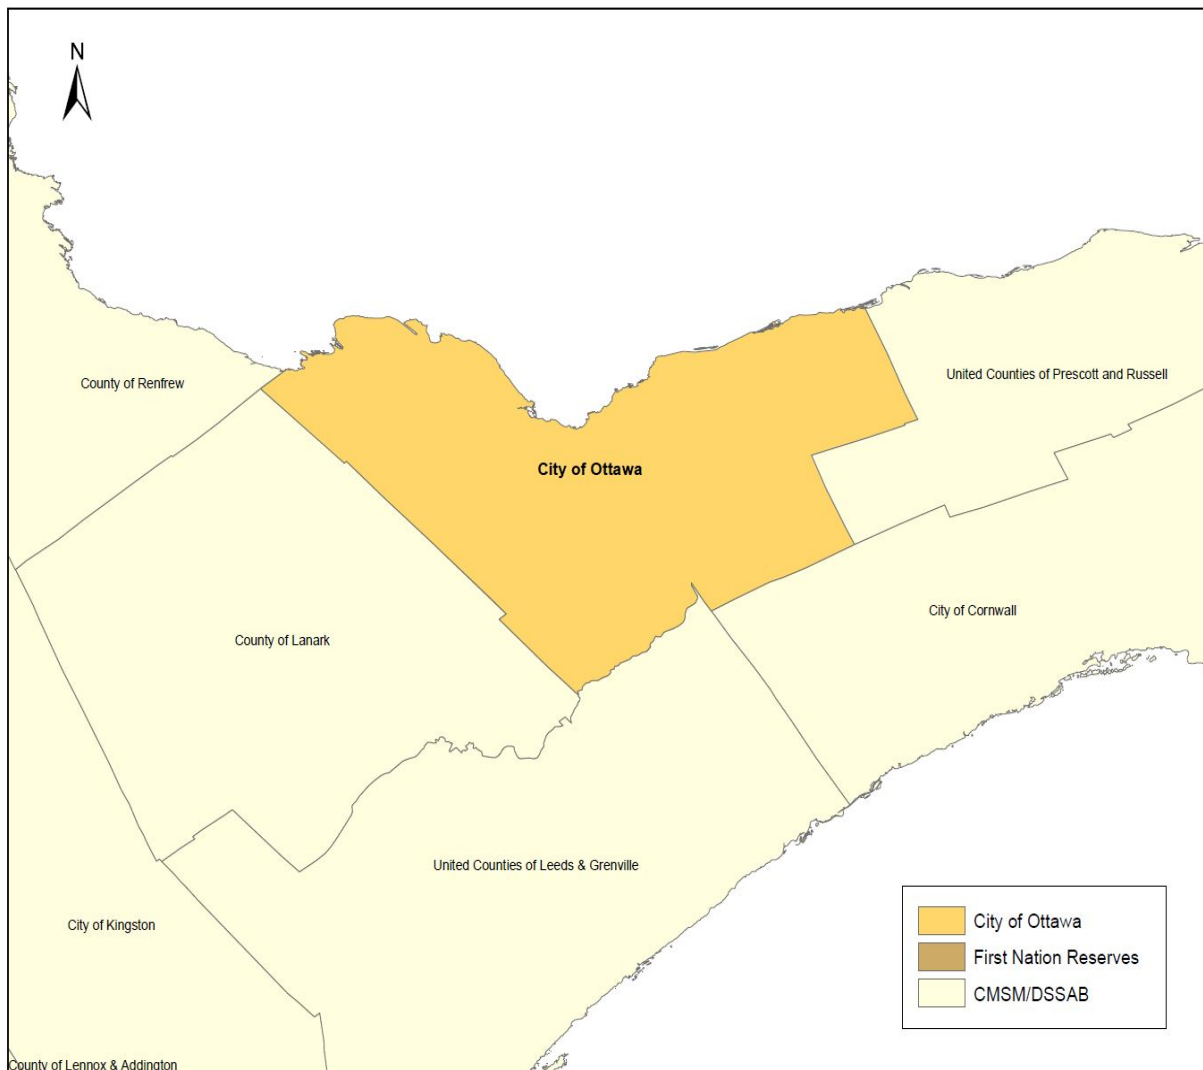 N
County of Renfrew
United Counties of Prescott and Russell
City of Ottawa
City of Cornwall
County of Lanark
United Counties of Leeds & Grenville
City of Kingston
County of Lennox & Addington
City of Ottawa
First Nation Reserves
CMSM/DSSAB